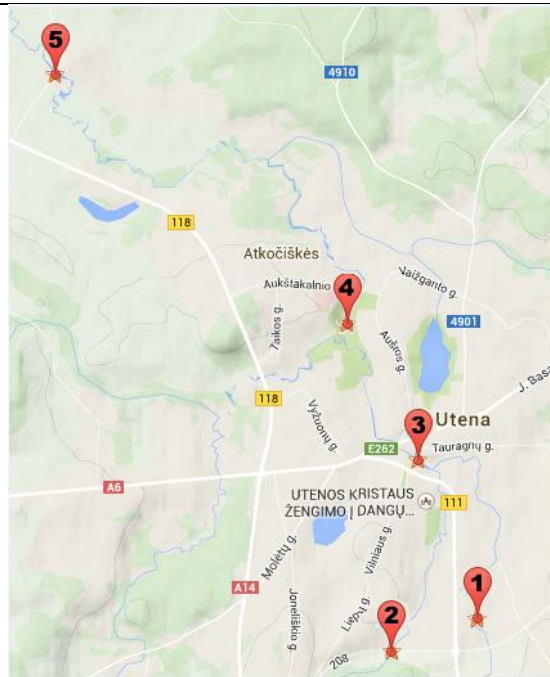 5
4910
118
Atkočiškės
Aukštakalnio
4
Vaižganto g.
Taikos g.
Aušros g.
4901
J. Basa
118
Vyžuonų g.
3
Utena
E262
Tauragnų g.
A6
UTENOS KRISTAUS
ŽENGIMO Į DANGŲ...
111
Molėtų g.
Vilniaus g.
A14
Joneliškio g.
Liepų g.
2
1
208